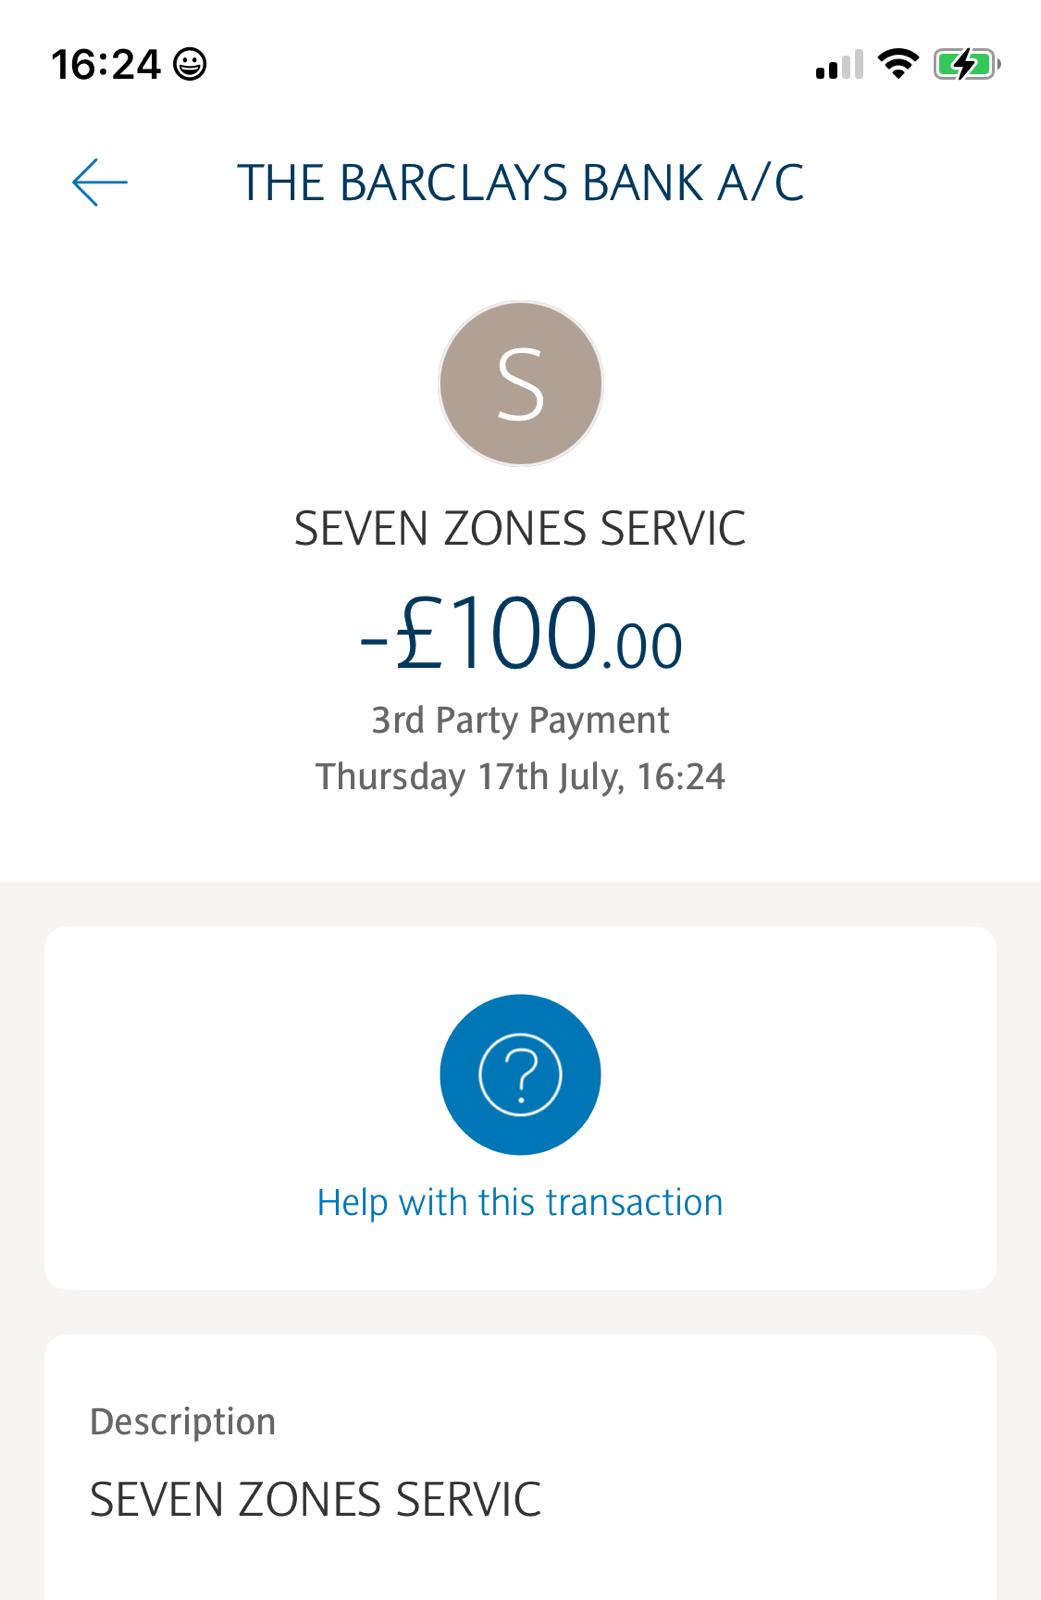 16:24
THE BARCLAYS BANK A/C
S
SEVEN ZONES SERVIC
-£100.00
3rd Party Payment
Thursday 17th July, 16:24
?
Help with this transaction
Description
SEVEN ZONES SERVIC